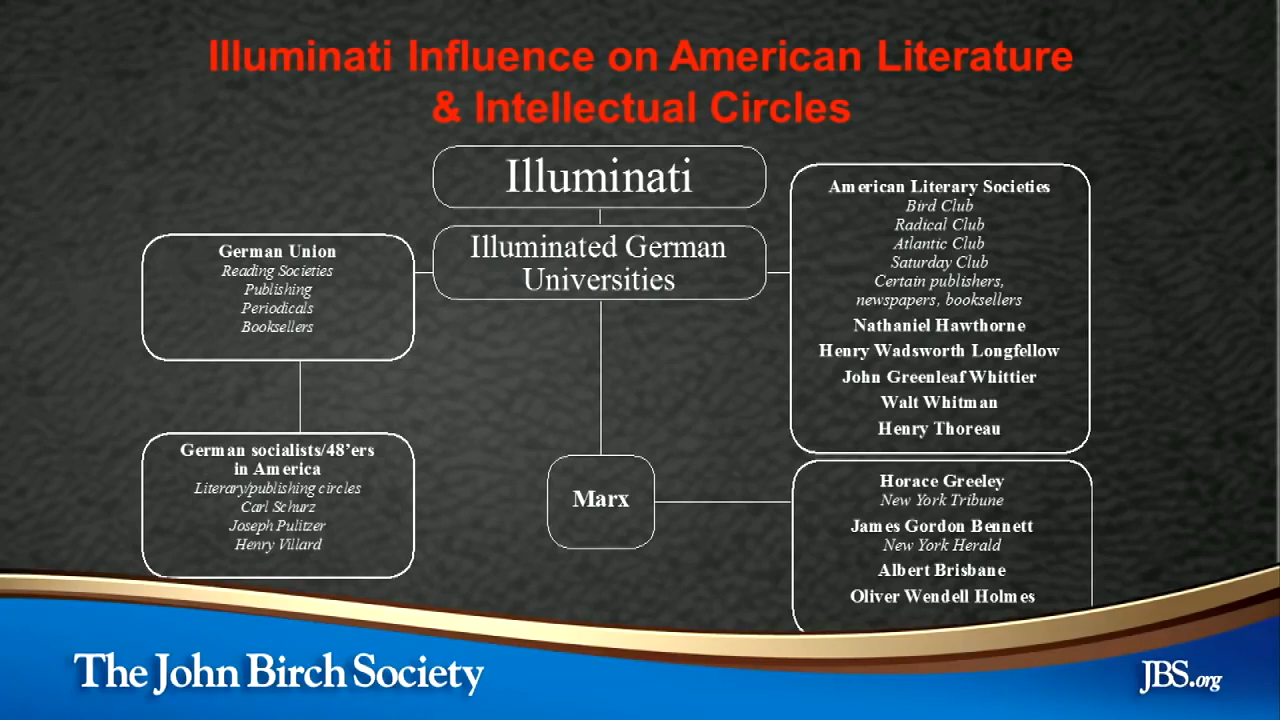 Illuminati Influence on American Literature
& Intellectual Circles
Illuminati
Illuminated German
Universities
German Union
Reading Societies
Publishing
Periodicals
Booksellers
German socialists/48'ers
in America
Literary/publishing circles
Carl Schurz
Joseph Pulitzer
Henry Villard
Marx
American Literary Societies
Bird Club
Radical Club
Atlantic Club
Saturday Club
Certain publishers,
newspapers, booksellers
Nathaniel Hawthorne
Henry Wadsworth Longfellow
John Greenleaf Whittier
Walt Whitman
Henry Thoreau
Horace Greeley
New York Tribune
James Gordon Bennett
New York Herald
Albert Brisbane
Oliver Wendell Holmes
The John Birch Society
JBS.org